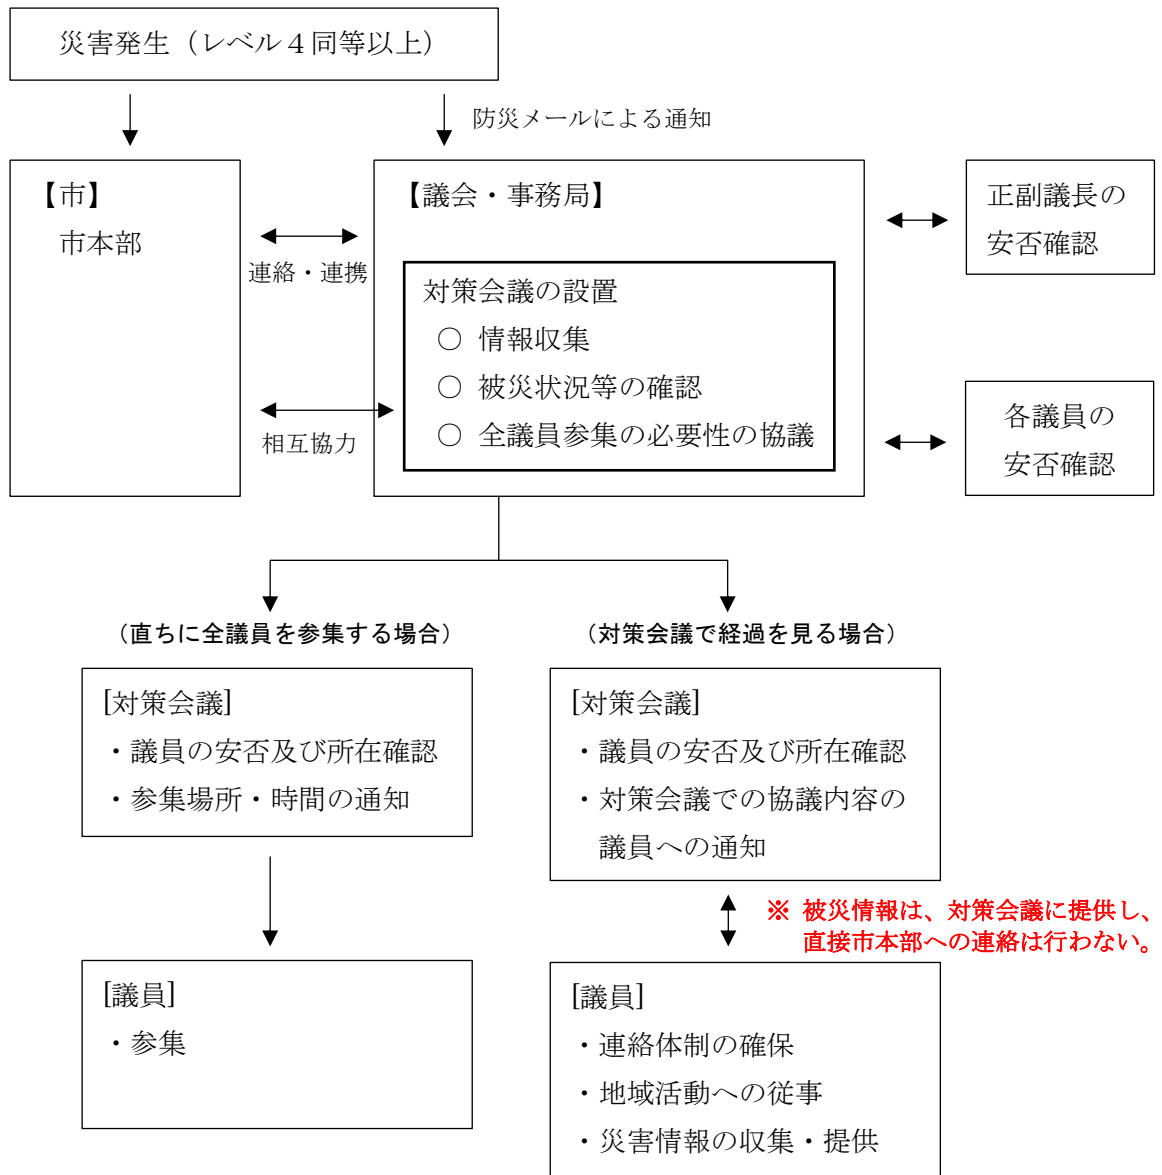 災害発生（レベル４同等以上）
防災メールによる通知
【市】
市本部
連絡・連携
相互協力
【議会・事務局】
対策会議の設置
○ 情報収集
○ 被災状況等の確認
○ 全議員参集の必要性の協議
正副議長の
安否確認
各議員の
安否確認
（直ちに全議員を参集する場合）
[対策会議]
・議員の安否及び所在確認
・参集場所・時間の通知
[議員]
・参集
（対策会議で経過を見る場合）
[対策会議]
・議員の安否及び所在確認
・対策会議での協議内容の
議員への通知
※ 被災情報は、対策会議に提供し、
直接市本部への連絡は行わない。
[議員]
・連絡体制の確保
・地域活動への従事
・災害情報の収集・提供